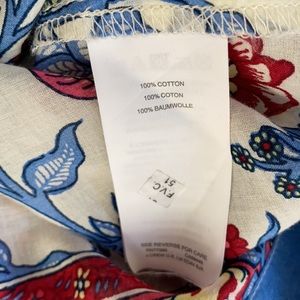 100% COTTON
100% COTON
100% BAUMWOLLE
FVC
51
SEE REVERSE FOR CARE